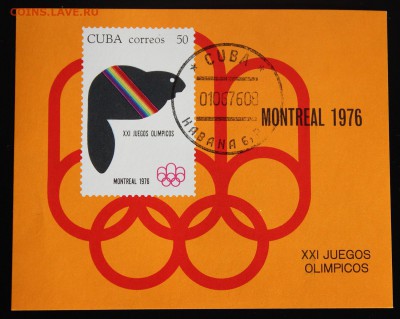 COINS.LAVE.RU
CUBA correos 50
XXI JUEGOS OLIMPICOS
MONTREAL 1976
CUBA
HABANA
MONTREAL 1976
XXI JUEGOS
OLIMPICOS